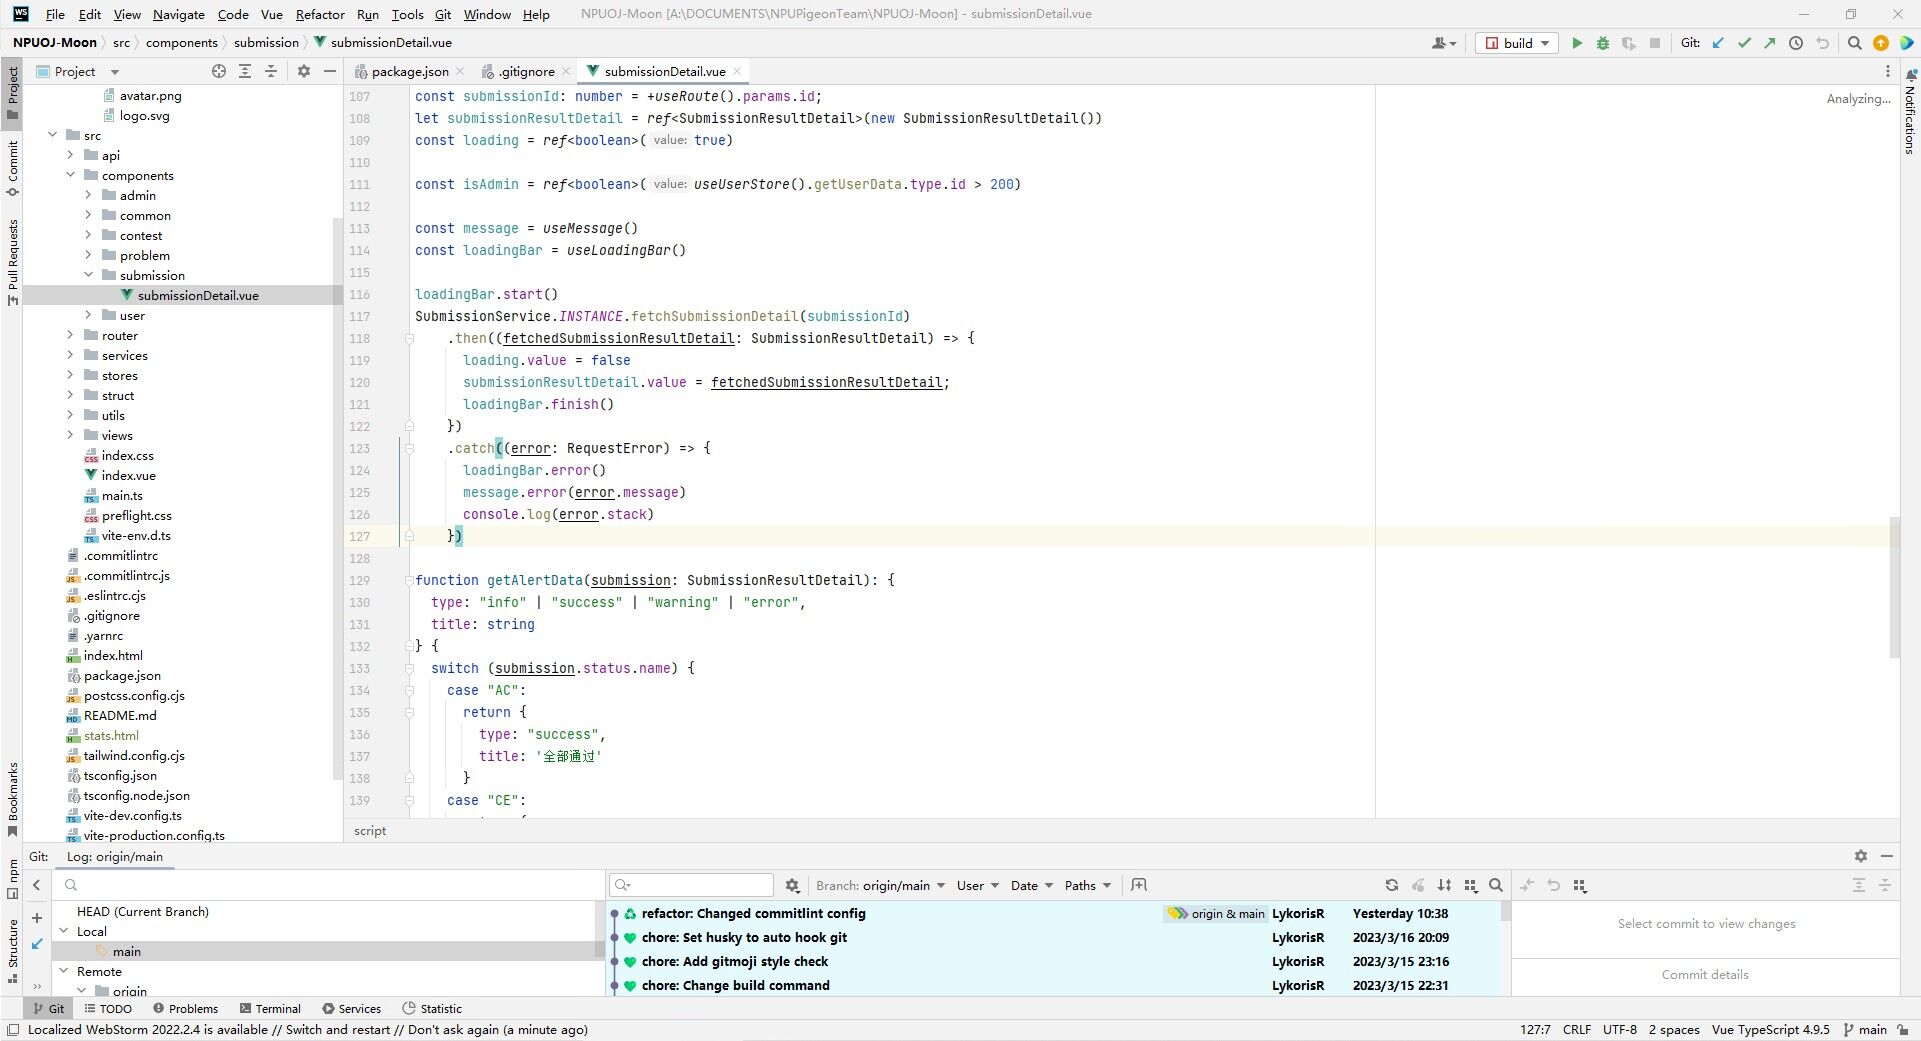 WS File Edit View Navigate Code Vue Refactor Run Tools Git Window Help NPUOJ-Moon [A:\DOCUMENTS\NPUPigeonTeam\NPUOJ-Moon] - submissionDetail.vue
NPUOJ-Moon src components submission submissionDetail.vue build Git:
Project
Commit
Pull Requests
Bookmarks
npm
Structure
Notifications
Project
avatar.png
logo.svg
src
api
components
admin
common
contest
problem
submission
submissionDetail.vue
user
router
services
stores
struct
utils
views
index.css
index.vue
main.ts
preflight.css
vite-env.d.ts
.commitlintrc
.commitlintrc.js
.eslintrc.cjs
.gitignore
.yarnrc
index.html
package.json
postcss.config.cjs
README.md
stats.html
tailwind.config.cjs
tsconfig.json
tsconfig.node.json
vite-dev.config.ts
vite-production.config.ts
package.json .gitignore submissionDetail.vue
Analyzing...
107 const submissionId: number = +useRoute().params.id;
108 let submissionResultDetail = ref<SubmissionResultDetail>(new SubmissionResultDetail())
109 const loading = ref<boolean>( value: true)
110
111 const isAdmin = ref<boolean>( value: useUserStore().getUserData.type.id > 200)
112
113 const message = useMessage()
114 const loadingBar = useLoadingBar()
115
116 loadingBar.start()
117 SubmissionService.INSTANCE.fetchSubmissionDetail(submissionId)
118 .then((fetchedSubmissionResultDetail: SubmissionResultDetail) => {
119 loading.value = false
120 submissionResultDetail.value = fetchedSubmissionResultDetail;
121 loadingBar.finish()
122 })
123 .catch((error: RequestError) => {
124 loadingBar.error()
125 message.error(error.message)
126 console.log(error.stack)
127 })
128
129 function getAlertData(submission: SubmissionResultDetail): {
130 type: "info" | "success" | "warning" | "error",
131 title: string
132 } {
133 switch (submission.status.name) {
134 case "AC":
135 return {
136 type: "success",
137 title: '全部通过'
138 }
139 case "CE":
script
Git: Log: origin/main
HEAD (Current Branch)
Local
main
Remote
origin
Branch: origin/main User Date Paths
refactor: Changed commitlint config origin & main LykorisR Yesterday 10:38
chore: Set husky to auto hook git LykorisR 2023/3/16 20:09
chore: Add gitmoji style check LykorisR 2023/3/15 23:16
chore: Change build command LykorisR 2023/3/15 22:31
Select commit to view changes
Commit details
Git TODO Problems Terminal Services Statistic
Localized WebStorm 2022.2.4 is available // Switch and restart // Don't ask again (a minute ago) 127:7 CRLF UTF-8 2 spaces Vue TypeScript 4.9.5 main